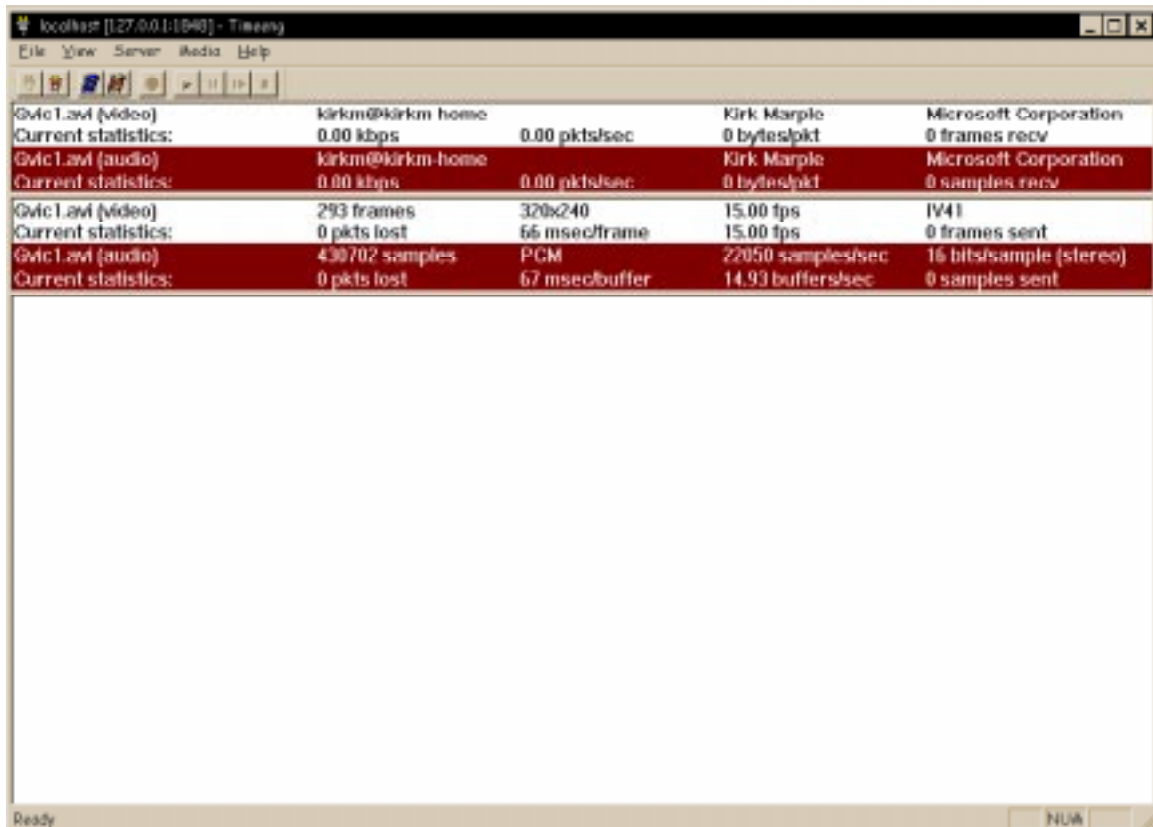 localhost [127.0.0.1:1848] - Timeeng
File View Server Media Help
Gvic1.avi (video) kirkm@kirkm-home Kirk Marple Microsoft Corporation
Current statistics: 0.00 kbps 0.00 pkts/sec 0 bytes/pkt 0 frames recv
Gvic1.avi (audio) kirkm@kirkm-home Kirk Marple Microsoft Corporation
Current statistics: 0.00 kbps 0.00 pkts/sec 0 bytes/pkt 0 samples recv
Gvic1.avi (video) 293 frames 320x240 15.00 fps IV41
Current statistics: 0 pkts lost 66 msec/frame 15.00 fps 0 frames sent
Gvic1.avi (audio) 430702 samples PCM 22050 samples/sec 16 bits/sample (stereo)
Current statistics: 0 pkts lost 67 msec/buffer 14.93 buffers/sec 0 samples sent
Ready NUM